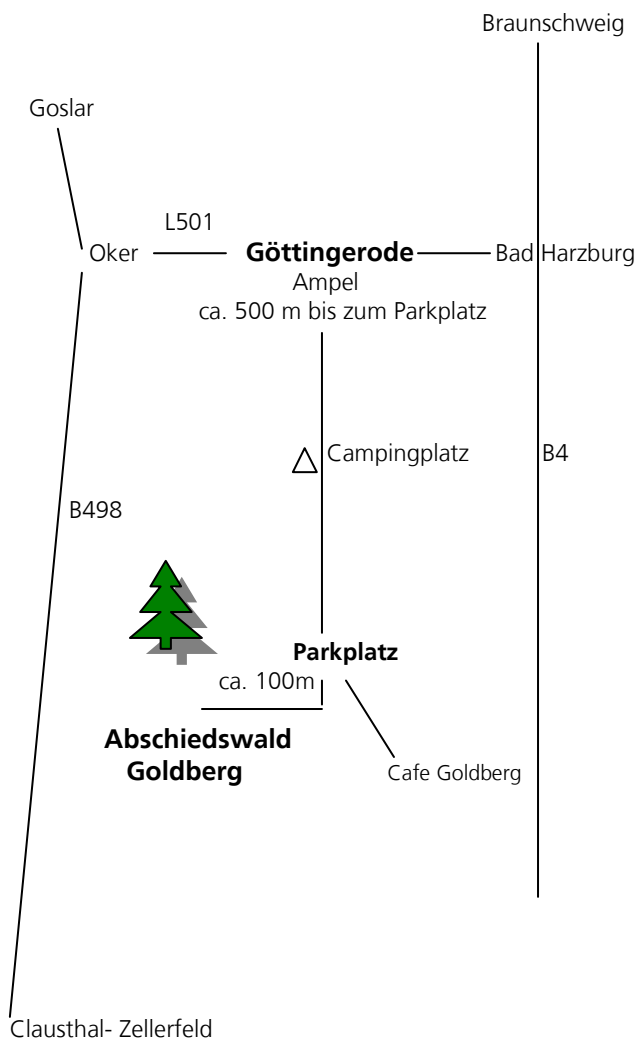 Braunschweig
Goslar
L501
Oker
Göttingerode
Bad Harzburg
Ampel
ca. 500 m bis zum Parkplatz
Campingplatz
B4
B498
Parkplatz
ca. 100m
Abschiedswald
Goldberg
Cafe Goldberg
Clausthal- Zellerfeld